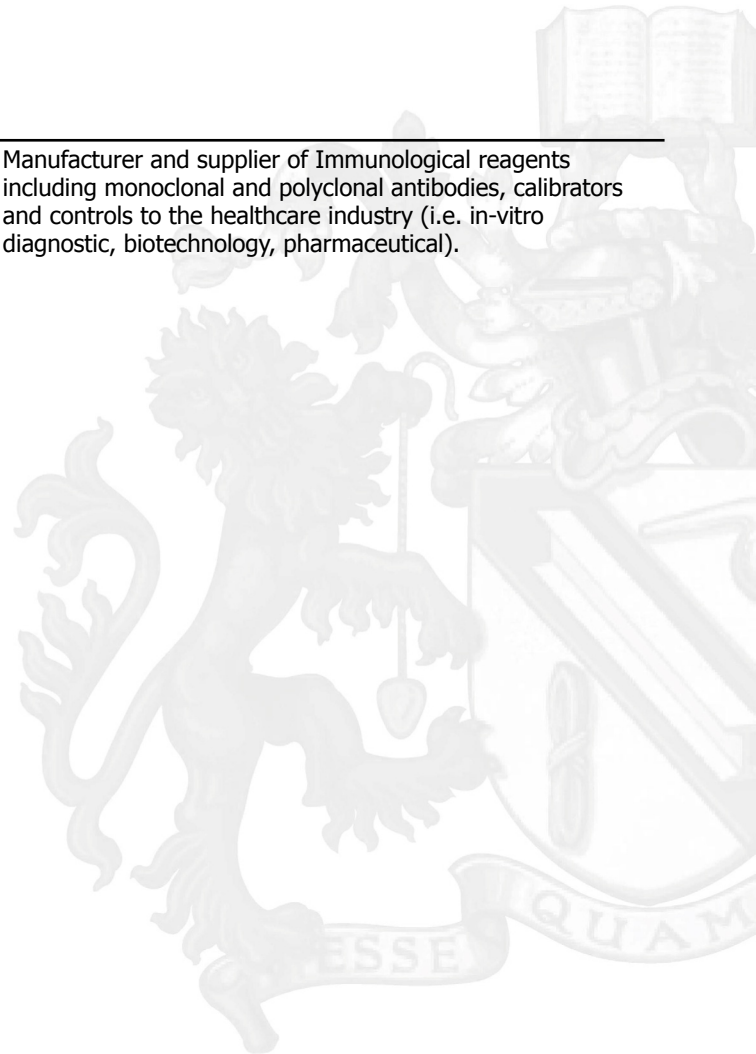 Manufacturer and supplier of Immunological reagents
including monoclonal and polyclonal antibodies, calibrators
and controls to the healthcare industry (i.e. in-vitro
diagnostic, biotechnology, pharmaceutical).
ESSE QUAM